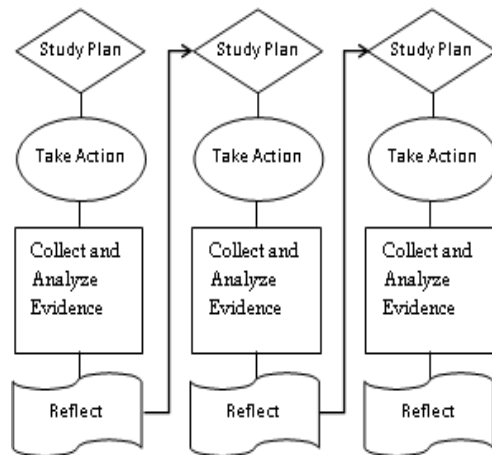 Study Plan
Take Action
Collect and
Analyze
Evidence
Reflect
Study Plan
Take Action
Collect and
Analyze
Evidence
Reflect
Study Plan
Take Action
Collect and
Analyze
Evidence
Reflect